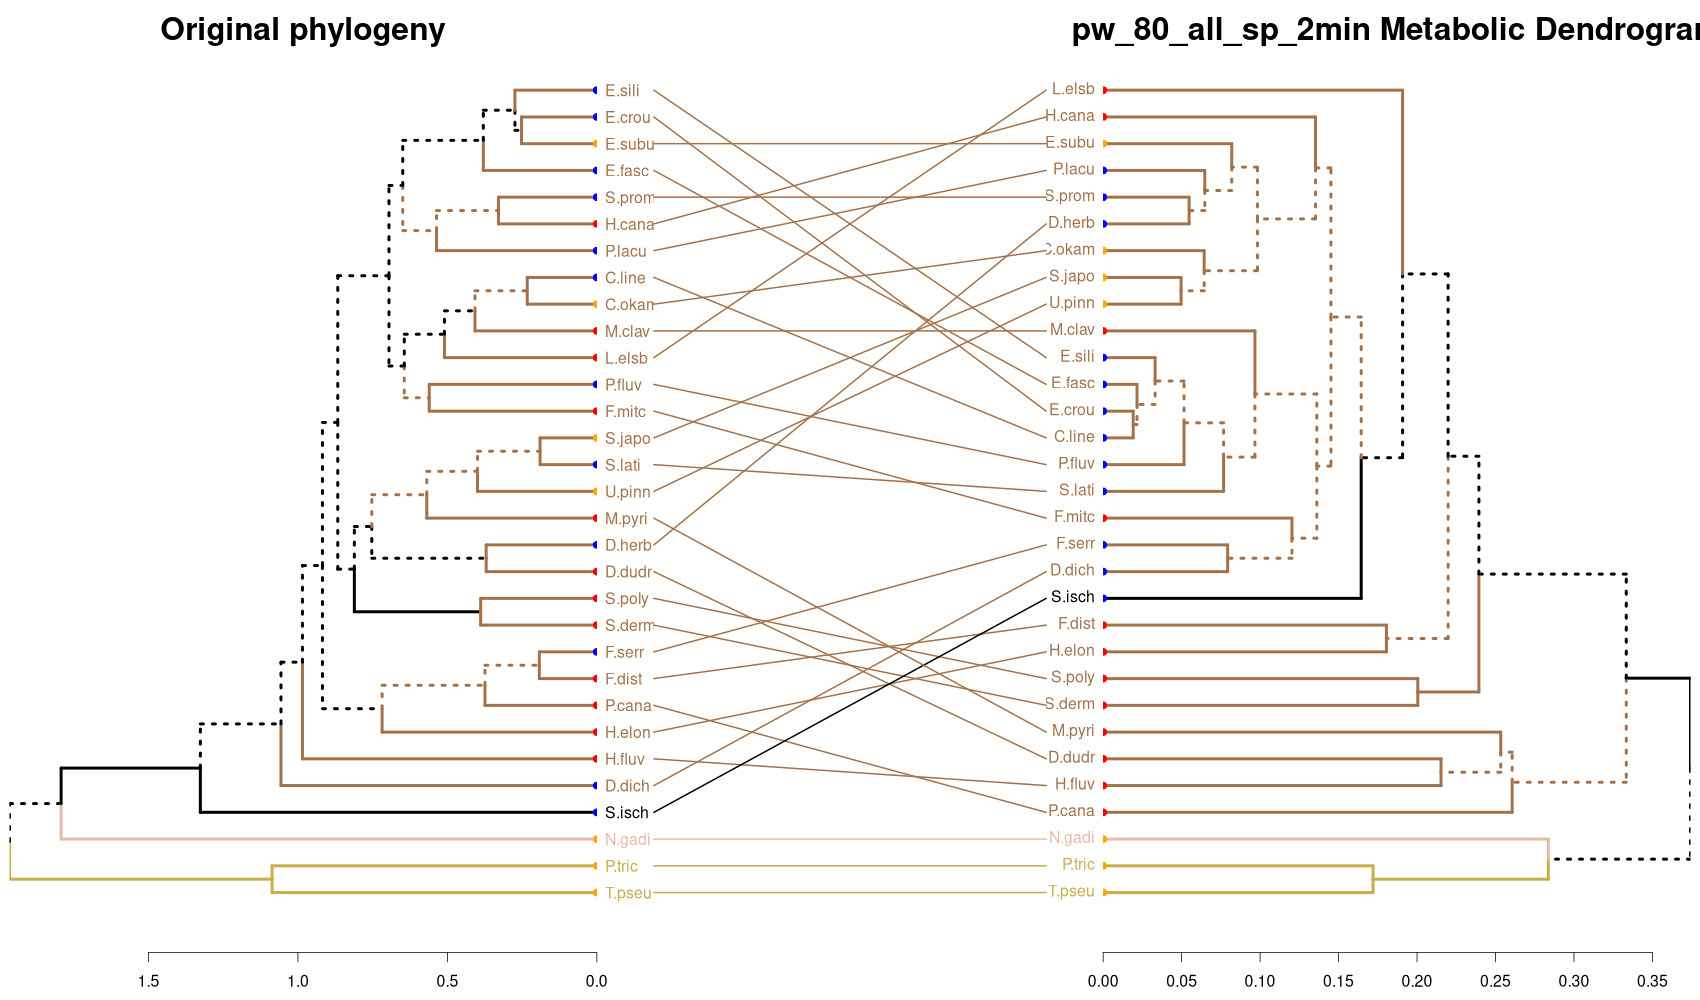 Original phylogeny
pw_80_all_sp_2min Metabolic Dendrogram
E.sili
E.crou
E.subu
E.fasc
S.prom
H.cana
P.lacu
C.line
C.okam
M.clav
L.elsb
P.fluv
F.mitc
S.japo
S.lati
U.pinn
M.pyri
D.herb
D.dudr
S.poly
S.derm
F.serr
F.dist
P.cana
H.elon
H.fluv
D.dich
S.isch
N.gadi
P.tric
T.pseu
L.elsb
H.cana
E.subu
P.lacu
S.prom
D.herb
C.okam
S.japo
U.pinn
M.clav
E.sili
E.fasc
E.crou
C.line
P.fluv
S.lati
F.mitc
F.serr
D.dich
S.isch
F.dist
H.elon
S.poly
S.derm
M.pyri
D.dudr
H.fluv
P.cana
N.gadi
P.tric
T.pseu
1.5 1.0 0.5 0.0
0.00 0.05 0.10 0.15 0.20 0.25 0.30 0.35